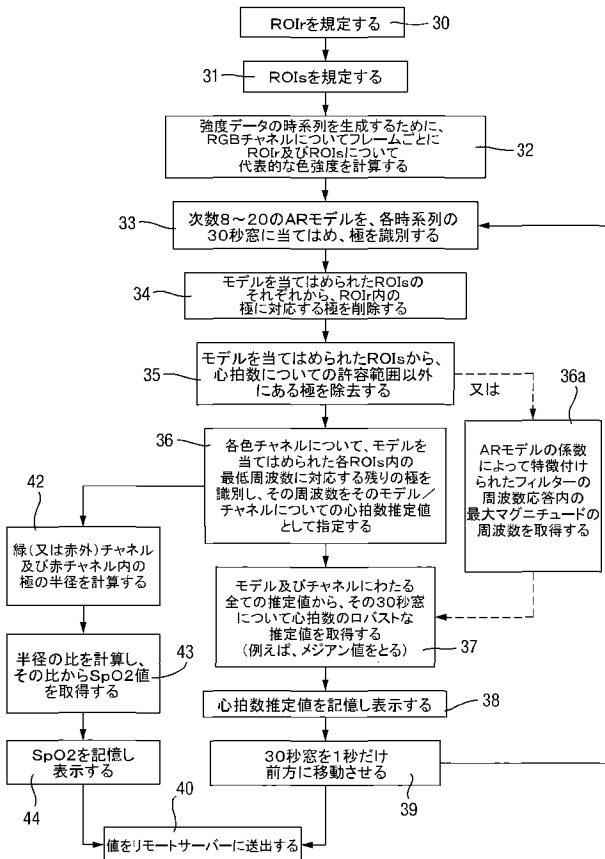 ROIrを規定する
30
31
ROIsを規定する
強度データの時系列を生成するために、
RGBチャネルについてフレームごとに
ROIr及びROIsについて
代表的な色強度を計算する
32
33
次数8～20のARモデルを、各時系列の
30秒窓に当てはめ、極を識別する
34
モデルを当てはめられたROIsの
それぞれから、ROIr内の
極に対応する極を削除する
35
モデルを当てはめられたROIsから、
心拍数についての許容範囲以外
にある極を除去する
又は
36a
36
各色チャネルについて、モデルを
当てはめられた各ROIs内の
最低周波数に対応する残りの極を
識別し、その周波数をそのモデル／
チャネルについての心拍数推定値
として指定する
ARモデルの係数
によって特徴付け
られたフィルターの
周波数応答内の
最大マグニチュードの
周波数を取得する
42
緑(又は赤外)チャネル
及び赤チャネル内の
極の半径を計算する
モデル及びチャネルにわたる
全ての推定値から、その30秒窓
について心拍数のロバストな
推定値を取得する
(例えば、メジアン値をとる)
37
半径の比を計算し、
その比からSpO2値
を取得する
43
心拍数推定値を記憶し表示する
38
SpO2を記憶し
表示する
44
30秒窓を1秒だけ
前方に移動させる
39
40
値をリモートサーバーに送出する